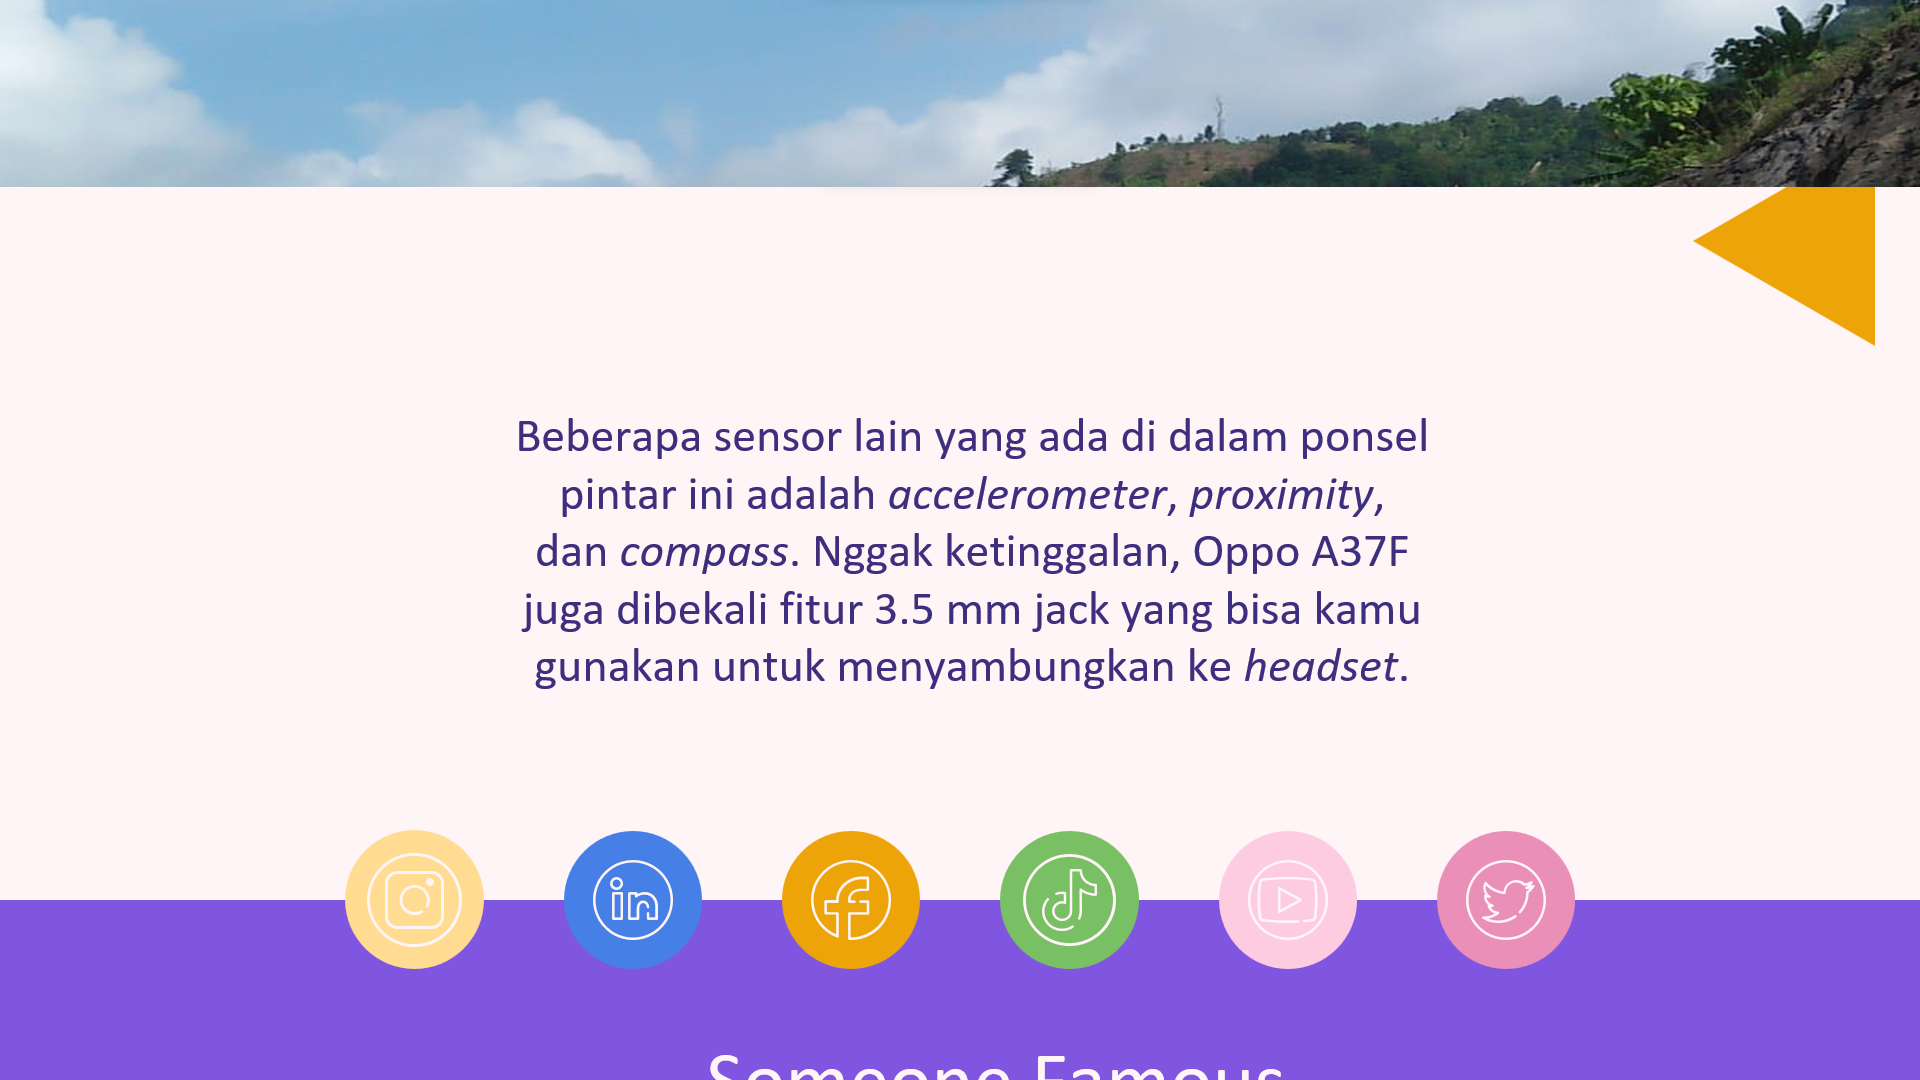 Beberapa sensor lain yang ada di dalam ponsel
pintar ini adalah accelerometer, proximity,
dan compass. Nggak ketinggalan, Oppo A37F
juga dibekali fitur 3.5 mm jack yang bisa kamu
gunakan untuk menyambungkan ke headset.
in
Someone Famous